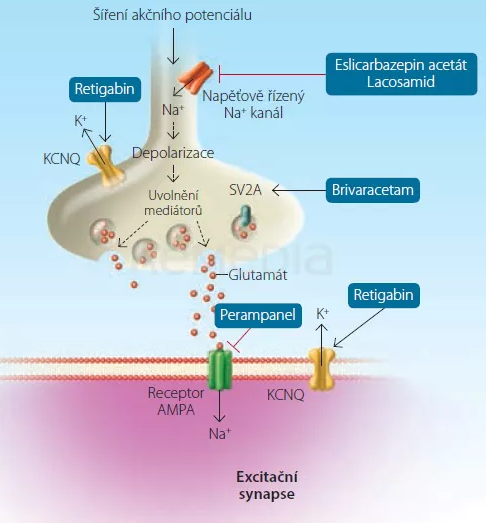 Šíření akčního potenciálu
Eslicarbazepin acetát
Lacosamid
Retigabin
Napěťově řízený
Na⁺ kanál
Na⁺
K⁺
KCNQ
Depolarizace
Uvolnění
mediátorů
SV2A
Brivaracetam
Glutamát
Retigabin
Perampanel
K⁺
Receptor
AMPA
KCNQ
Na⁺
Excitační
synapse